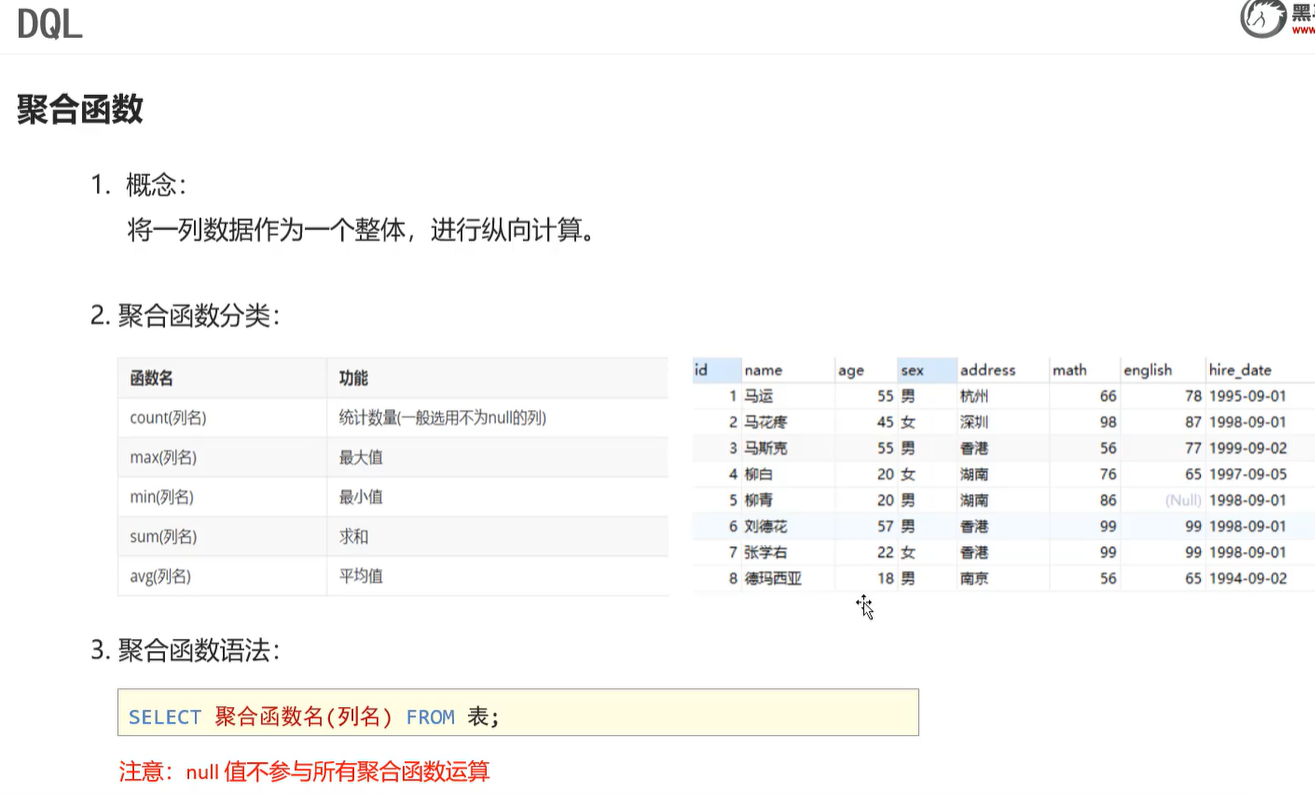 DQL
黑
www
聚合函数
1. 概念：
将一列数据作为一个整体，进行纵向计算。
2. 聚合函数分类：
函数名 功能
count(列名) 统计数量(一般选用不为null的列)
max(列名) 最大值
min(列名) 最小值
sum(列名) 求和
avg(列名) 平均值
id name age sex address math english hire_date
1 马运 55 男 杭州 66 78 1995-09-01
2 马花疼 45 女 深圳 98 87 1998-09-01
3 马斯克 55 男 香港 56 77 1999-09-02
4 柳白 20 女 湖南 76 65 1997-09-05
5 柳青 20 男 湖南 86 (Null) 1998-09-01
6 刘德花 57 男 香港 99 99 1998-09-01
7 张学右 22 女 香港 99 99 1998-09-01
8 德玛西亚 18 男 南京 56 65 1994-09-02
3. 聚合函数语法：
SELECT 聚合函数名(列名) FROM 表;
注意：null 值不参与所有聚合函数运算